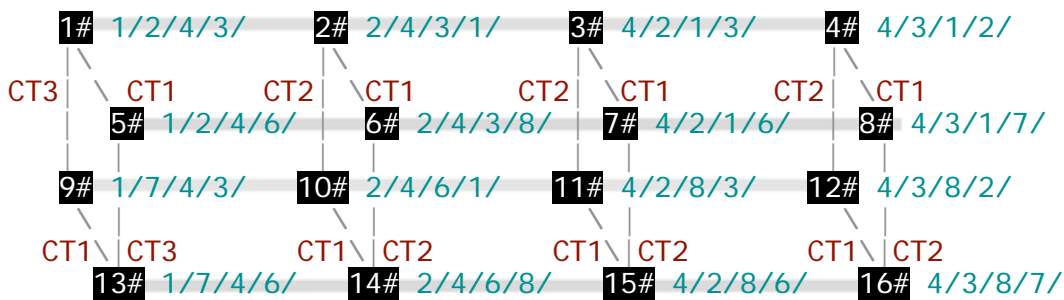 1# 1/2/4/3/ 2# 2/4/3/1/ 3# 4/2/1/3/ 4# 4/3/1/2/
CT3 CT1 CT2 CT1 CT2 CT1 CT2 CT1
5# 1/2/4/6/ 6# 2/4/3/8/ 7# 4/2/1/6/ 8# 4/3/1/7/
9# 1/7/4/3/ 10# 2/4/6/1/ 11# 4/2/8/3/ 12# 4/3/8/2/
CT1 CT3 CT1 CT2 CT1 CT2 CT1 CT2
13# 1/7/4/6/ 14# 2/4/6/8/ 15# 4/2/8/6/ 16# 4/3/8/7/